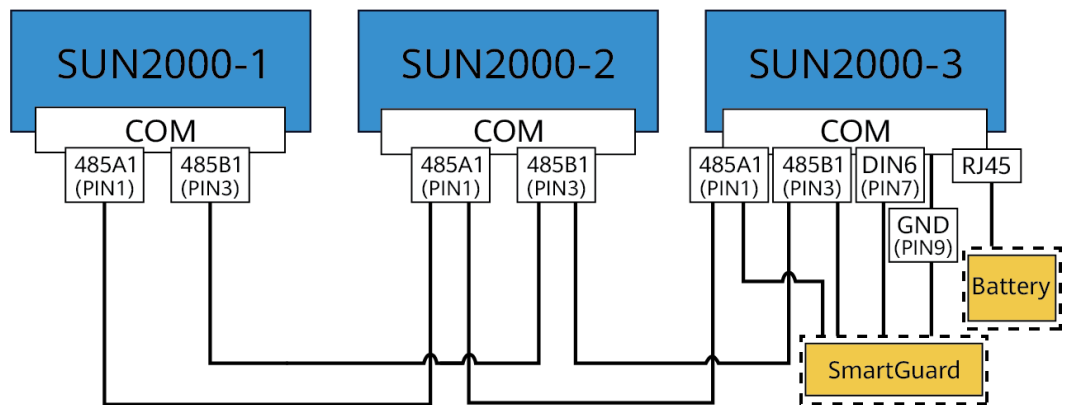 SUN2000-1
COM
485A1
(PIN1)
485B1
(PIN3)
SUN2000-2
COM
485A1
(PIN1)
485B1
(PIN3)
SUN2000-3
COM
485A1
(PIN1)
485B1
(PIN3)
DIN6
(PIN7)
RJ45
GND
(PIN9)
Battery
SmartGuard